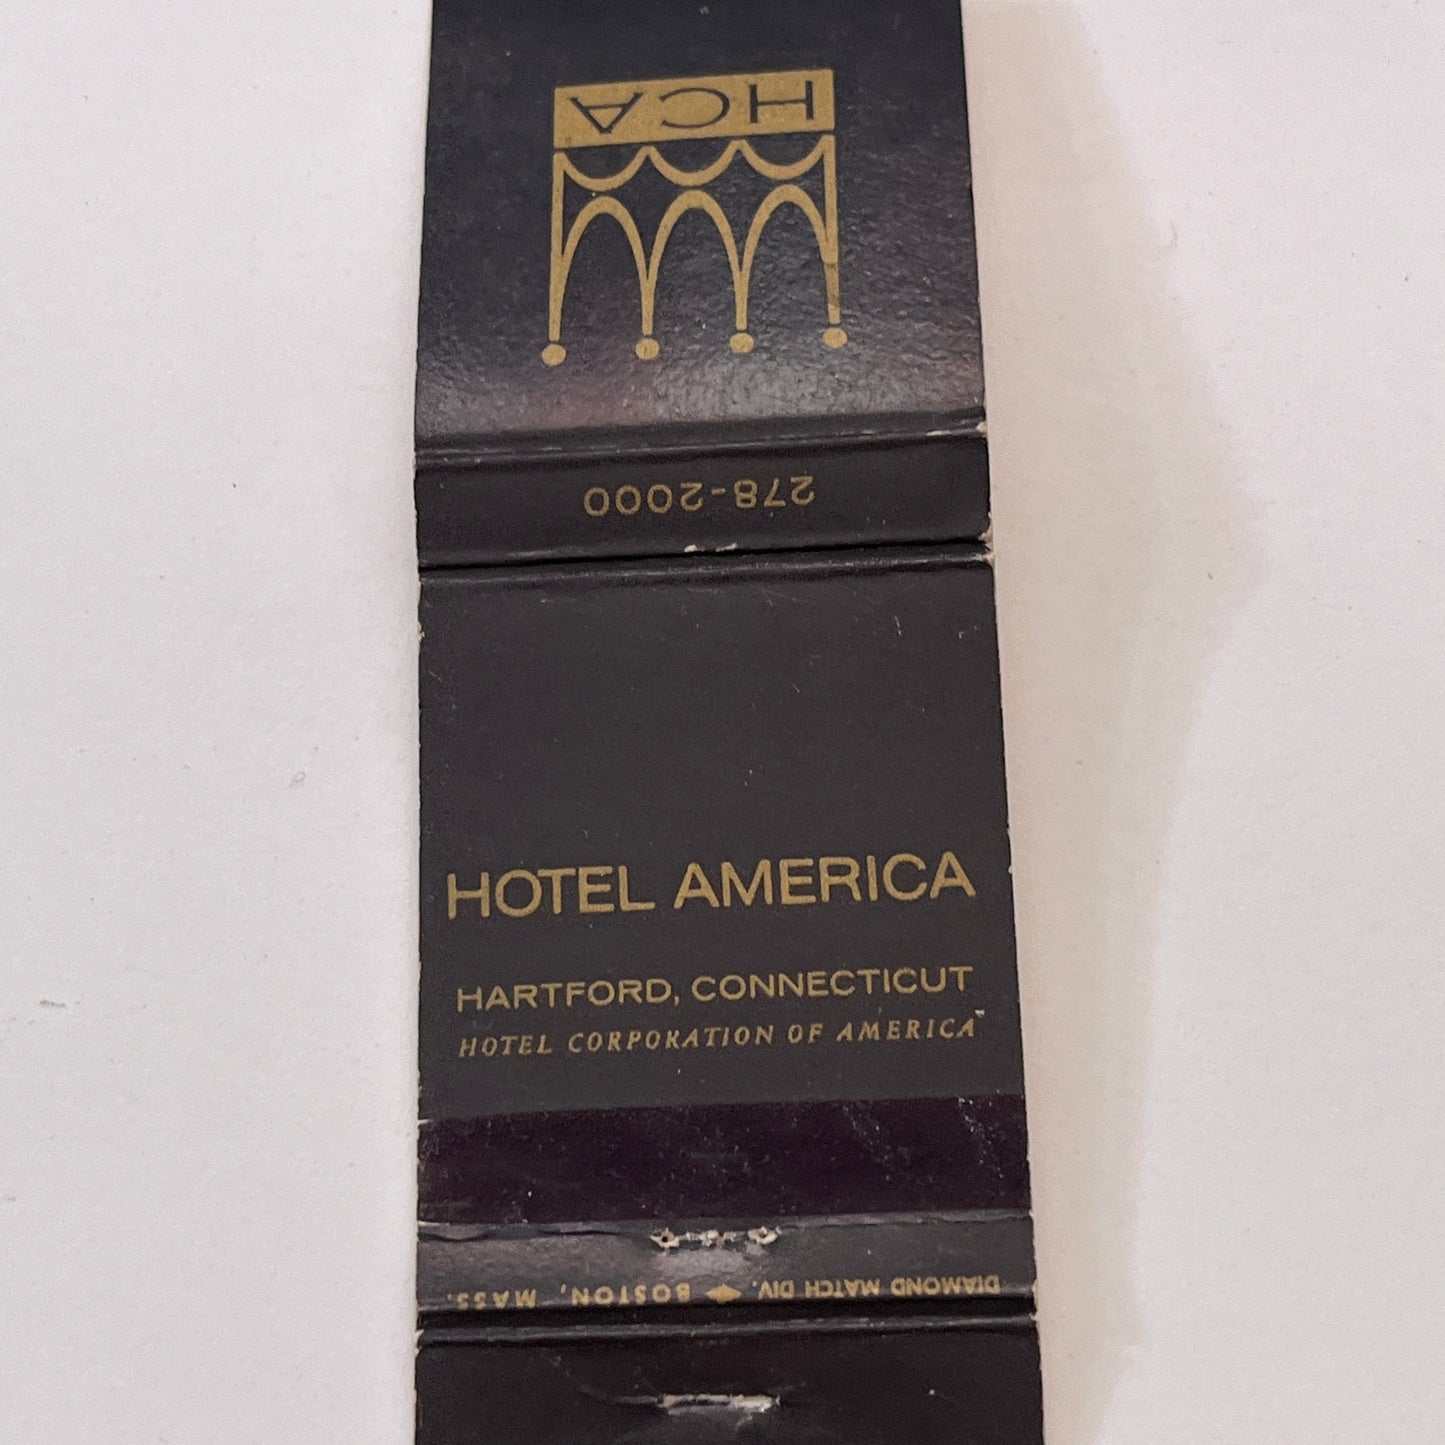 HCA
278-2000
HOTEL AMERICA
HARTFORD, CONNECTICUT
HOTEL CORPORATION OF AMERICA
DIAMOND MATCH DIV. BOSTON, MASS.